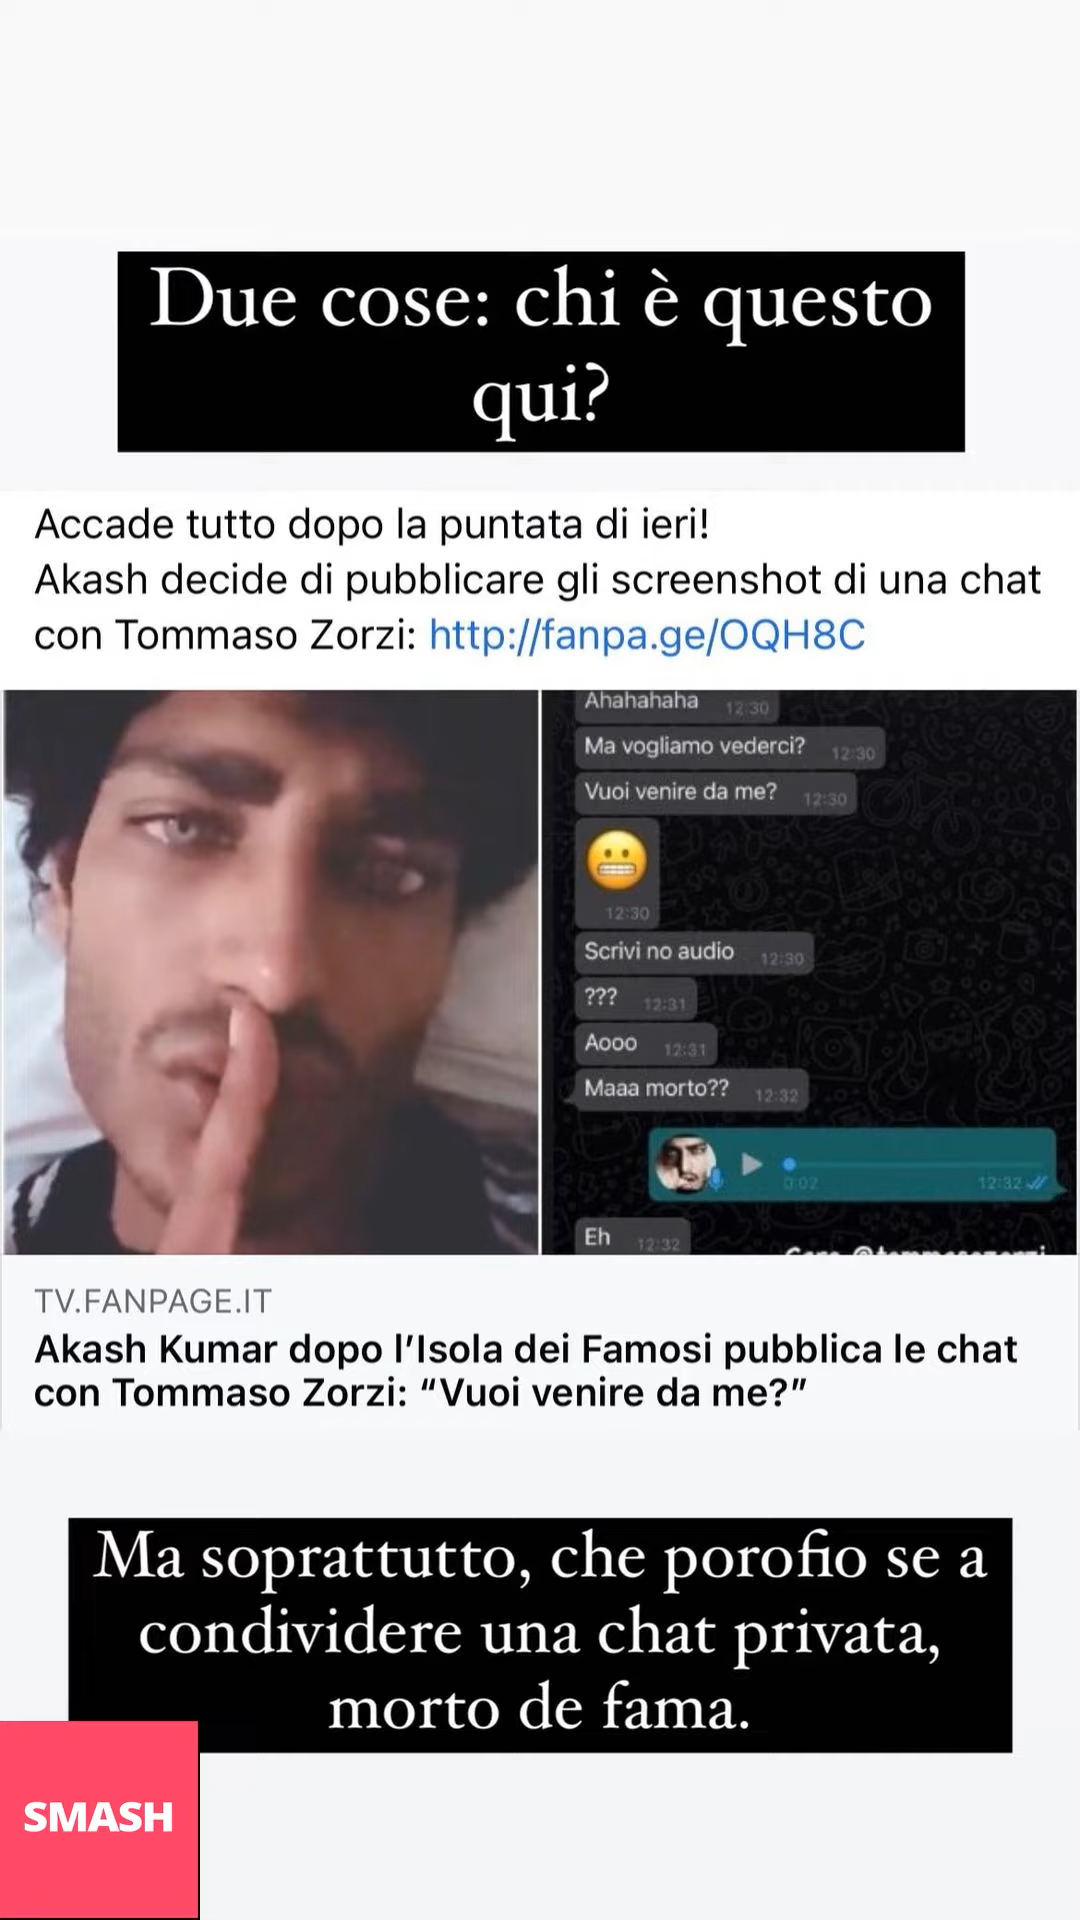 Due cose: chi è questo
qui?
Accade tutto dopo la puntata di ieri!
Akash decide di pubblicare gli screenshot di una chat
con Tommaso Zorzi: http://fanpa.ge/OQH8C
Ahahahaha 12:30
Ma vogliamo vederci? 12:30
Vuoi venire da me? 12:30
12:30
Scrivi no audio 12:30
??? 12:31
Aooo 12:31
Maaa morto?? 12:32
0:02 12:32
Eh 12:32
TV.FANPAGE.IT
Akash Kumar dopo l’Isola dei Famosi pubblica le chat
con Tommaso Zorzi: “Vuoi venire da me?”
Ma soprattutto, che porofio se a
condividere una chat privata,
morto de fama.
SMASH